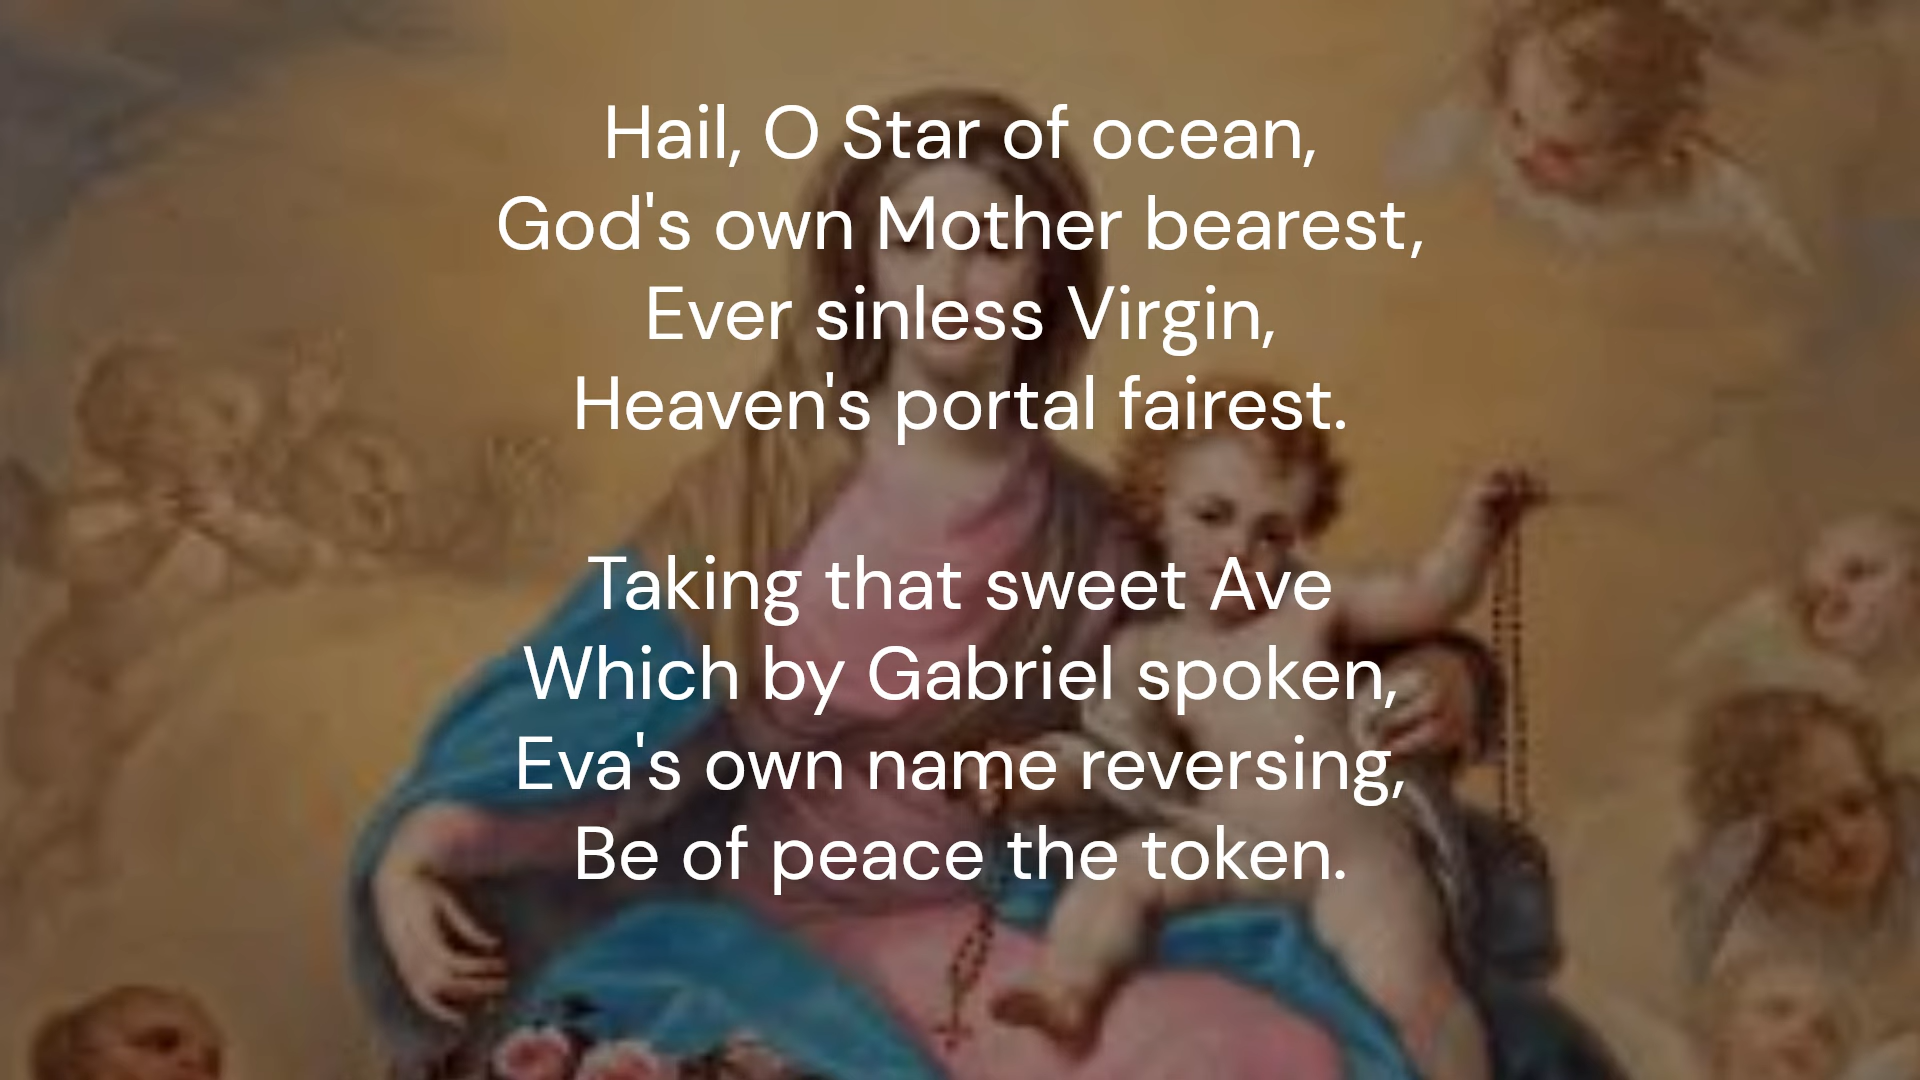 Hail, O Star of ocean,
God's own Mother bearest,
Ever sinless Virgin,
Heaven's portal fairest.
Taking that sweet Ave
Which by Gabriel spoken,
Eva's own name reversing,
Be of peace the token.